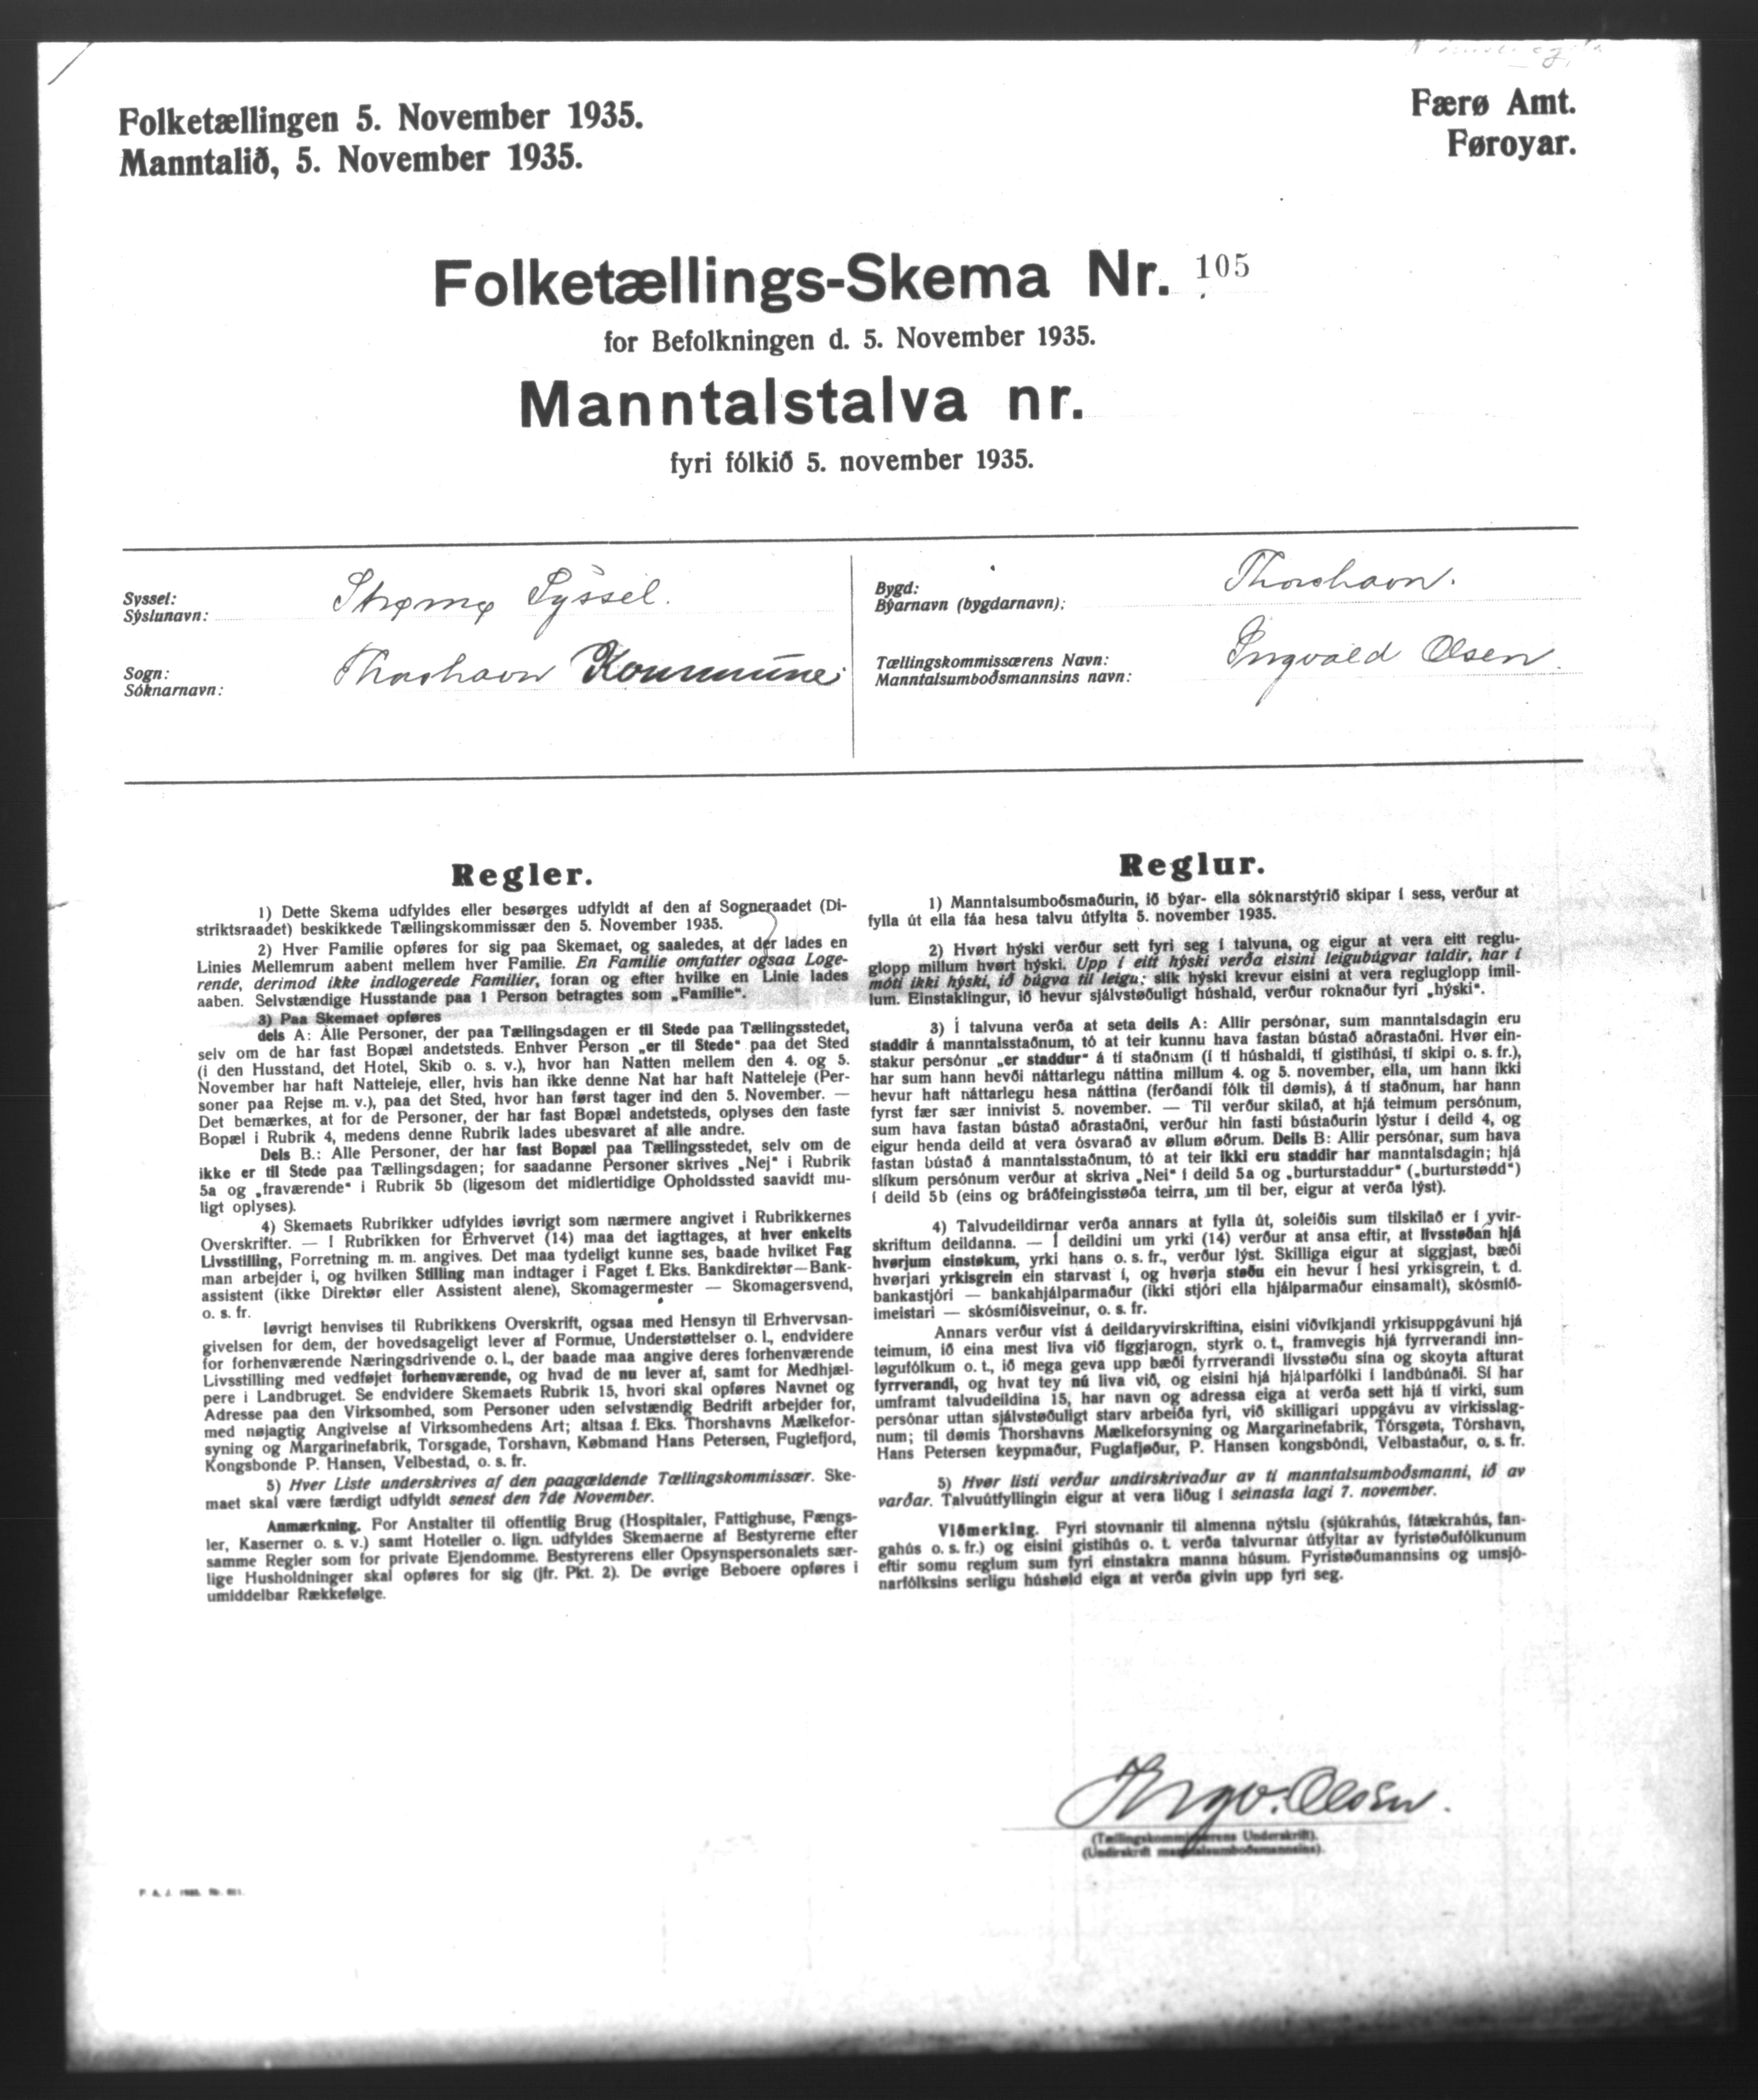 Folketællingen 5. November 1935.
Manntalið, 5. November 1935.
Færø Amt.
Føroyar.
Folketællings-Skema Nr. 105
for Befolkningen d. 5. November 1935.
Manntalstalva nr.
fyri fólkið 5. november 1935.
Syssel:
Sýslunavn:
Strømø Syssel.
Sogn:
Sóknarnavn:
Thorshavn Kommune
Bygd:
Býarnavn (bygdarnavn):
Thorshavn.
Tællingskommissærens Navn:
Manntalsumboðsmannsins navn:
Ingvald Olsen.
Regler.
1) Dette Skema udfyldes eller besørges udfyldt af den af Sogneraadet (Di-
striktsraadet) beskikkede Tællingskommissær den 5. November 1935.
2) Hver Familie opføres for sig paa Skemaet, og saaledes, at der lades en
Linies Mellemrum aabent mellem hver Familie. En Familie omfatter ogsaa Loge-
rende, derimod ikke indlogerede Familier, foran og efter hvilke en Linie lades
aaben. Selvstændige Husstande paa 1 Person betragtes som „Familie“.
3) Paa Skemaet opføres
dels A: Alle Personer, der paa Tællingsdagen er til Stede paa Tællingsstedet,
selv om de har fast Bopæl andetsteds. Enhver Person „er til Stede“ paa det Sted
(i den Husstand, det Hotel, Skib o. s. v.), hvor han Natten mellem den 4. og 5.
November har haft Natteleje, eller, hvis han ikke denne Nat har haft Natteleje (Per-
soner paa Rejse m. v.), paa det Sted, hvor han først tager ind den 5. November. —
Det bemærkes, at for de Personer, der har fast Bopæl andetsteds, oplyses den faste
Bopæl i Rubrik 4, medens denne Rubrik lades ubesvaret af alle andre.
Dels B.: Alle Personer, der har fast Bopæl paa Tællingsstedet, selv om de
ikke er til Stede paa Tællingsdagen; for saadanne Personer skrives „Nej“ i Rubrik
5a og „fraværende“ i Rubrik 5b (ligesom det midlertidige Opholdssted saavidt mu-
ligt oplyses).
4) Skemaets Rubrikker udfyldes iøvrigt som nærmere angivet i Rubrikkernes
Overskrifter. — I Rubrikken for Erhvervet (14) maa det iagttages, at hver enkelts
Livsstilling, Forretning m. m. angives. Det maa tydeligt kunne ses, baade hvilket Fag
man arbejder i, og hvilken Stilling man indtager i Faget f. Eks. Bankdirektør—Bank-
assistent (ikke Direktør eller Assistent alene), Skomagermester — Skomagersvend,
o. s. fr.
Iøvrigt henvises til Rubrikkens Overskrift, ogsaa med Hensyn til Erhvervsan-
givelsen for dem, der hovedsageligt lever af Formue, Understøttelser o. l., endvidere
for forhenværende Næringsdrivende o. l., der baade maa angive deres forhenværende
Livsstilling med vedføjet forhenværende, og hvad de nu lever af, samt for Medhjæl-
pere i Landbruget. Se endvidere Skemaets Rubrik 15, hvori skal opføres Navnet og
Adresse paa den Virksomhed, som Personer uden selvstændig Bedrift arbejder for,
med nøjagtig Angivelse af Virksomhedens Art; altsaa f. Eks. Thorshavns Mælkefor-
syning og Margarinefabrik, Torsgade, Torshavn, Købmand Hans Petersen, Fuglefjord,
Kongsbonde P. Hansen, Velbestad, o. s. fr.
5) Hver Liste underskrives af den paagældende Tællingskommissær. Ske-
maet skal være færdigt udfyldt senest den 7de November.
Anmærkning. For Anstalter til offentlig Brug (Hospitaler, Fattighuse, Fængs-
ler, Kaserner o. s. v.) samt Hoteller o. lign. udfyldes Skemaerne af Bestyrerne efter
samme Regler som for private Ejendomme. Bestyrerens eller Opsynspersonalets sær-
lige Husholdninger skal opføres for sig (jfr. Pkt. 2). De øvrige Beboere opføres i
umiddelbar Rækkefølge.
Reglur.
1) Manntalsumboðsmaðurin, ið býar- ella sóknarstýrið skipar í sess, verður at
fylla út ella fáa hesa talvu útfylta 5. november 1935.
2) Hvørt hýski verður sett fyri seg í talvuna, og eigur at vera eitt reglu-
glopp millum hvørt hýski. Upp í eitt hýski verða eisini leigubúgvar taldir, har í
móti ikki hýski, ið búgva til leigu; slik hýski krevur eisini at vera regluglopp ímil-
lum. Einstaklingur, ið hevur sjálvstøðuligt húshald, verður roknaður fyri „hýski“.
3) Í talvuna verða at seta deils A: Allir persónar, sum manntalsdagin eru
staddir á manntalsstaðnum, tó at teir kunnu hava fastan bústað aðrastaðni. Hvør ein-
stakur persónur „er staddur“ á tí staðnum (í tí húshaldi, tí gistihúsi, tí skipi o. s. fr.),
har sum hann hevði náttarlegu náttina millum 4. og 5. november, ella, um hann ikki
hevur haft náttarlegu hesa náttina (ferðandi fólk til dømis), á tí staðnum, har hann
fyrst fær sær innivist 5. november. — Til verður skilað, at hjá teimum persónum,
sum hava fastan bústað aðrastaðni, verður hin fasti bústaðurin lýstur í deild 4, og
eigur henda deild at vera ósvarað av øllum øðrum. Deils B: Allir persónar, sum hava
fastan bústað á manntalsstaðnum, tó at teir ikki eru staddir har manntalsdagin; hjá
slíkum persónum verður at skriva „Nei“ í deild 5a og „burturstaddur“ („burturstødd“)
í deild 5b (eins og bráðfeingisstøða teirra, um til ber, eigur at verða lýst).
4) Talvudeildirnar verða annars at fylla út, soleiðis sum tilskilað er í yvir-
skriftum deildanna. — Í deildini um yrki (14) verður at ansa eftir, at livsstøðan hjá
hvørjum einstøkum, yrki hans o. s. fr., verður lýst. Skilliga eigur at siggjast, bæði
hvørjari yrkisgrein ein starvast í, og hvørja støðu ein hevur í hesi yrkisgrein, t. d.
bankastjóri — bankahjálparmaður (ikki stjóri ella hjálparmaður einsamalt), skósmíð-
imeistari — skósmíðisveinur, o. s. fr.
Annars verður víst á deildaryvirskriftina, eisini viðvíkjandi yrkisuppgávuni hjá
teimum, ið eina mest liva við figgjarogn, styrk o. t., framvegis hjá fyrrverandi inn-
løgufólkum o. t., ið mega geva upp bæði fyrrverandi livsstøðu sína og skoyta afturat
fyrrverandi, og hvat tey nú liva við, og eisini hjá hjálparfólki í landbúnaði. Sí har
umframt talvudeildina 15, har navn og adressa eiga at verða sett hjá tí virki, sum
persónar uttan sjálvstøðuligt starv arbeiða fyri, við skilligari uppgávu av virkisslag-
num; til dømis Thorshavns Mælkeforsyning og Margarinefabrik, Tórsgøta, Tórshavn,
Hans Petersen keypmaður, Fuglafjøður, P. Hansen kongsbóndi, Velbastaður, o. s. fr.
5) Hvør listi verður undirskrivaður av tí manntalsumboðsmanni, ið av
varðar. Talvuútfyllingin eigur at vera liðug í seinasta lagi 7. november.
Viðmerking. Fyri stovnanir til almenna nýtslu (sjúkrahús, fátækrahús, fan-
gahús o. s. fr.) og eisini gistihús o. t. verða talvurnar útfyltar av fyristøðufólkunum
eftir somu reglum sum fyri einstakra manna húsum. Fyristøðumannsins og umsjó-
narfólksins serligu húshøld eiga at verða givin upp fyri seg.
Ingv. Olsen.
(Tællingskommissærens Underskrift).
(Undirskrift manntalsumboðsmannsins).